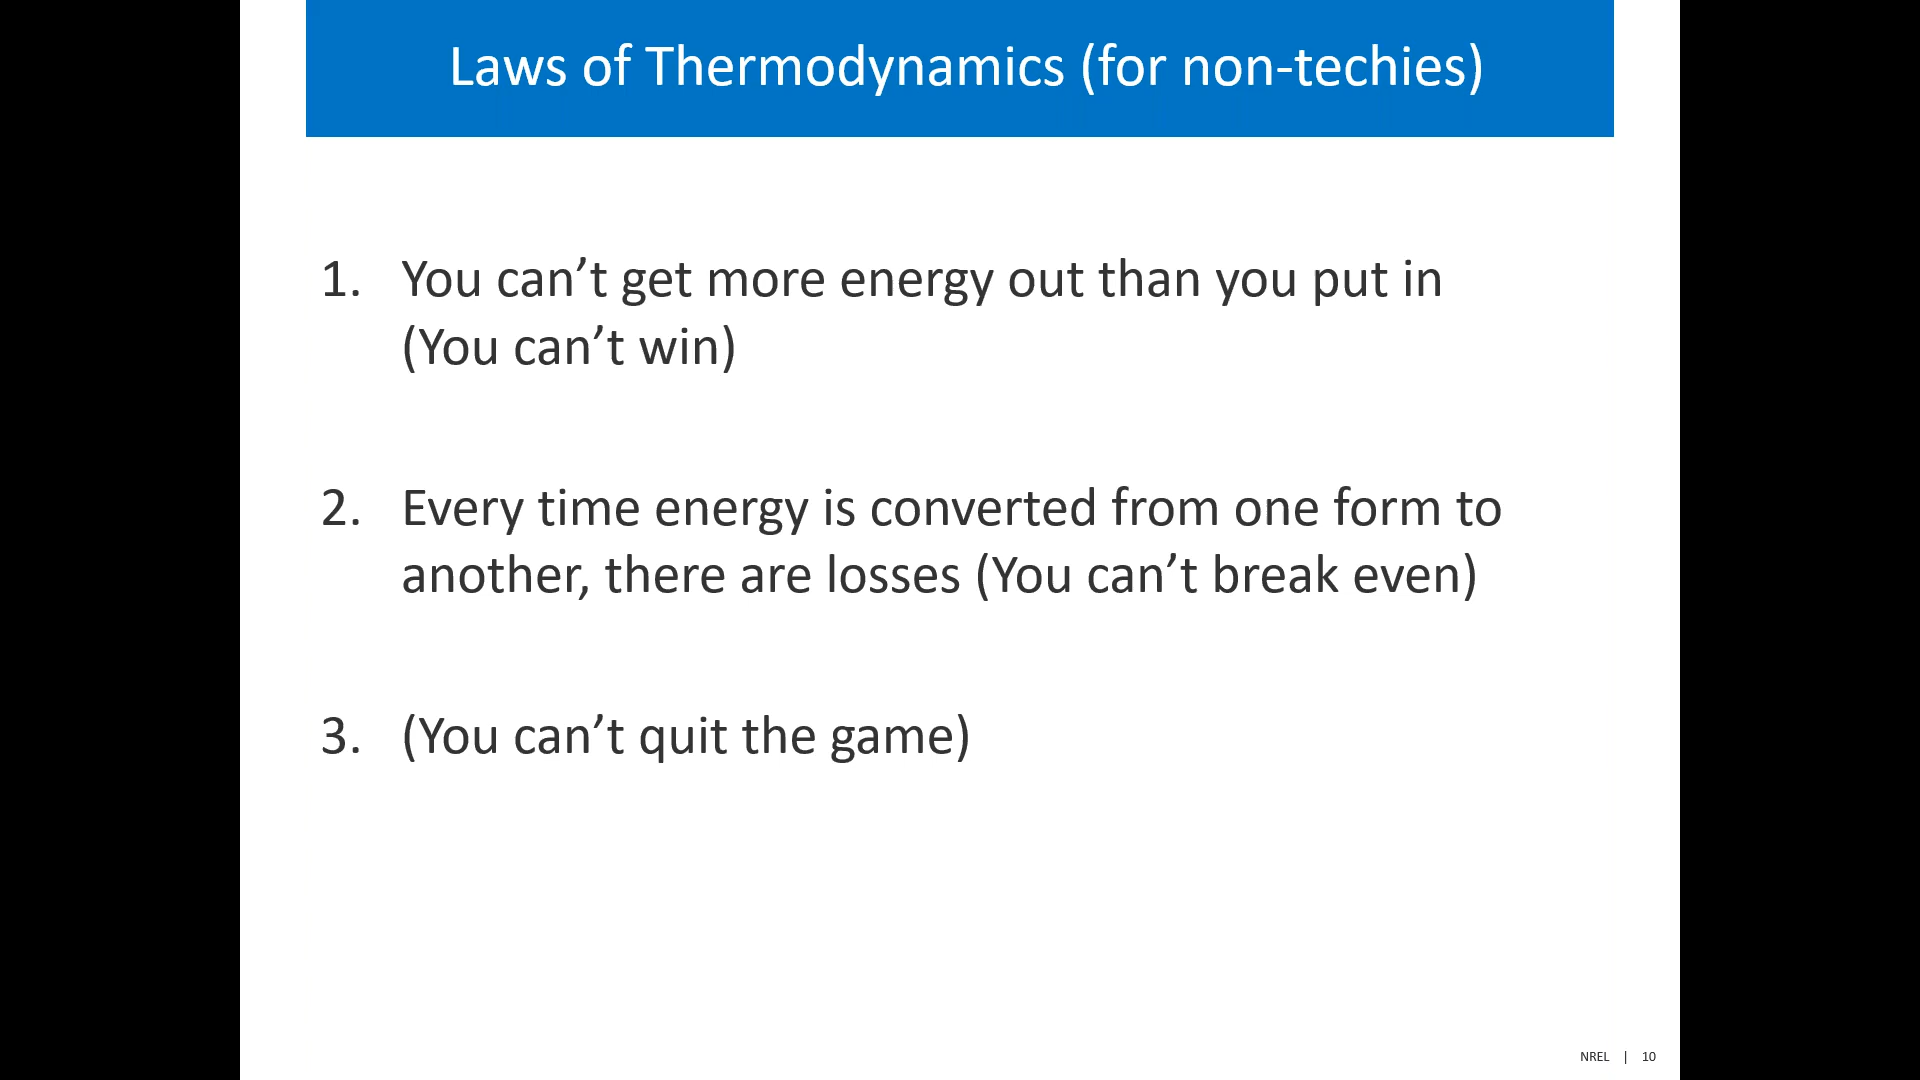 Laws of Thermodynamics (for non-techies)
1. You can’t get more energy out than you put in
(You can’t win)
2. Every time energy is converted from one form to
another, there are losses (You can’t break even)
3. (You can’t quit the game)
NREL | 10